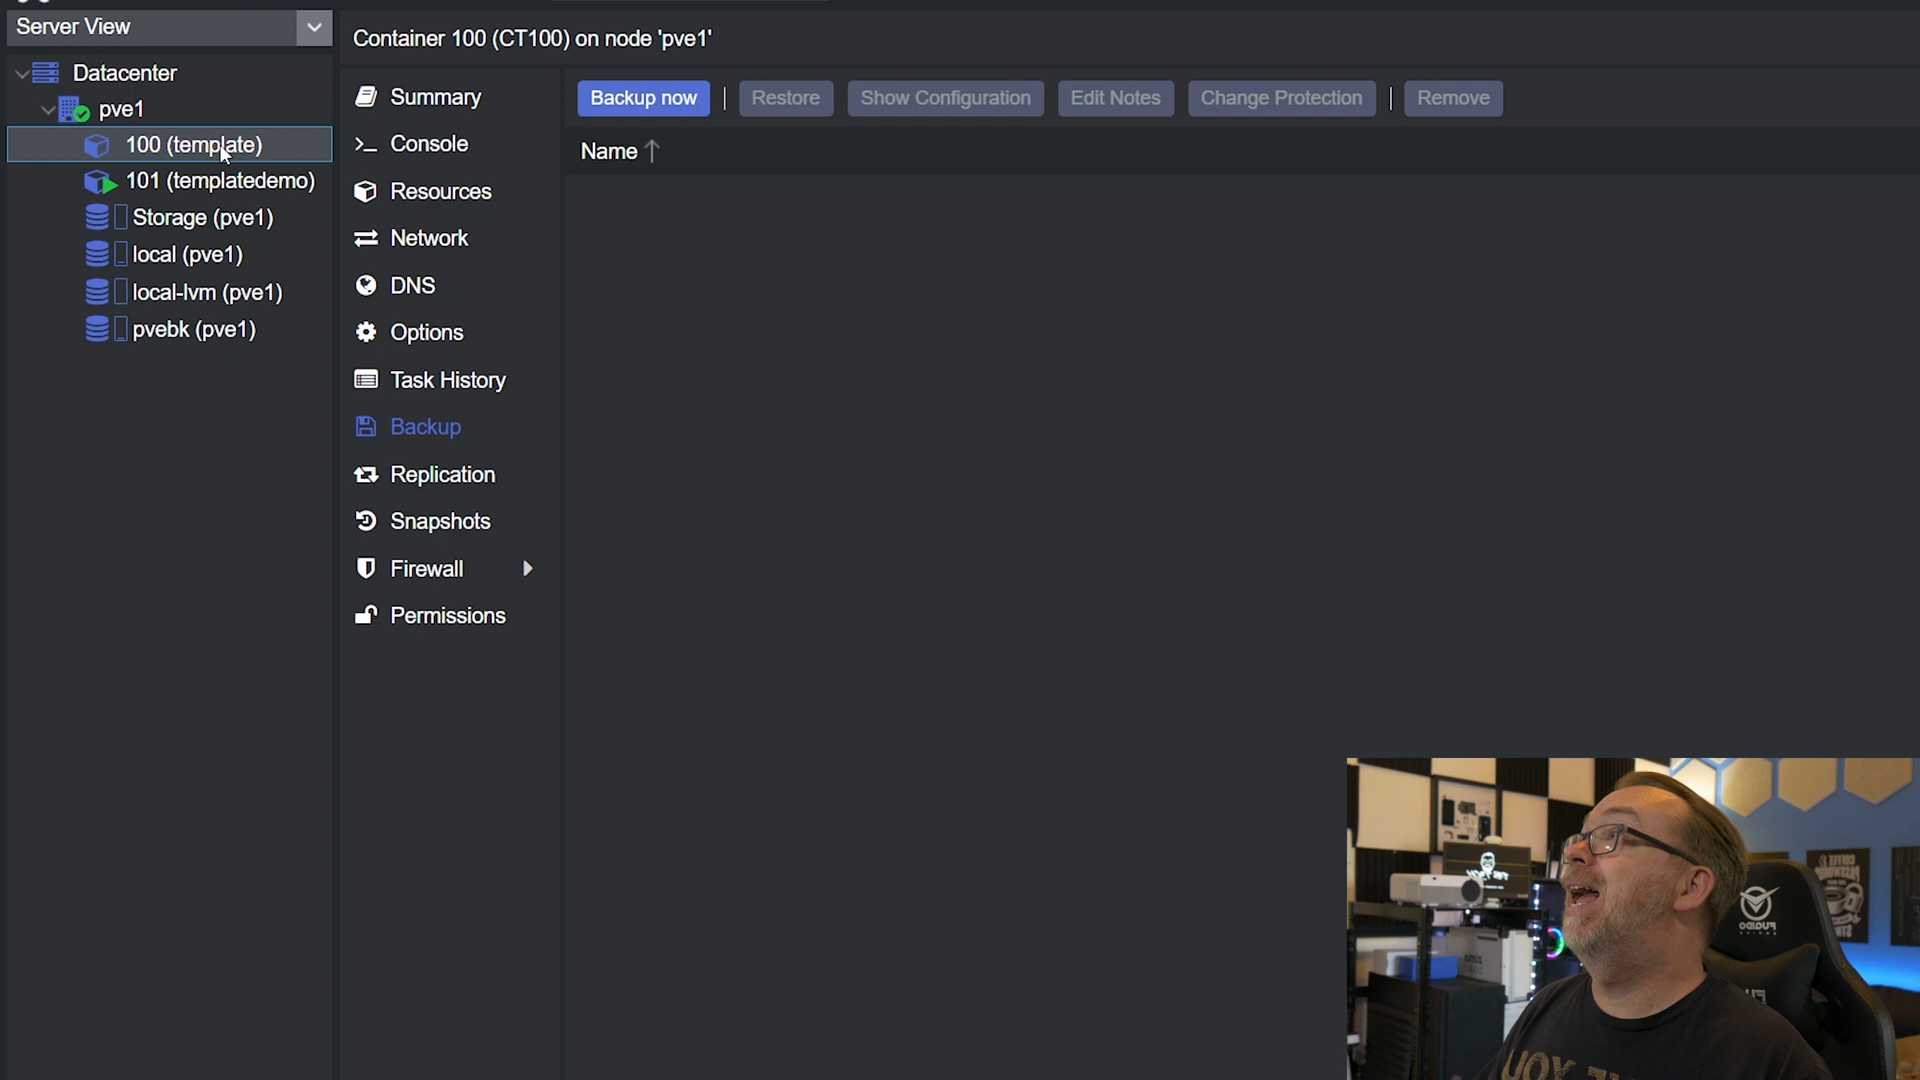 Server View
Datacenter
pve1
100 (template)
101 (templatedemo)
Storage (pve1)
local (pve1)
local-lvm (pve1)
pvebk (pve1)
Container 100 (CT100) on node 'pve1'
Summary
Console
Resources
Network
DNS
Options
Task History
Backup
Replication
Snapshots
Firewall
Permissions
Backup now
Restore
Show Configuration
Edit Notes
Change Protection
Remove
Name